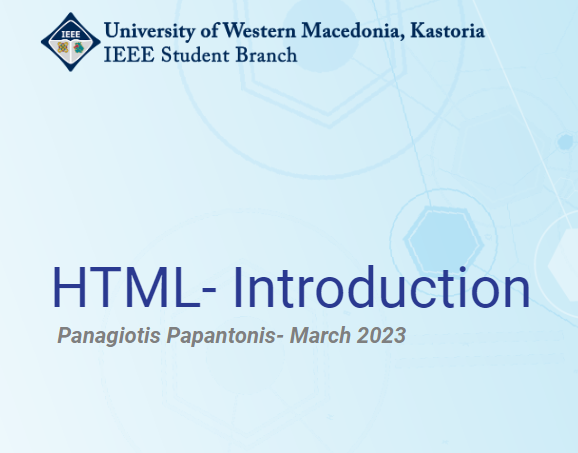 IEEE
University of Western Macedonia, Kastoria
IEEE Student Branch
HTML- Introduction
Panagiotis Papantonis- March 2023